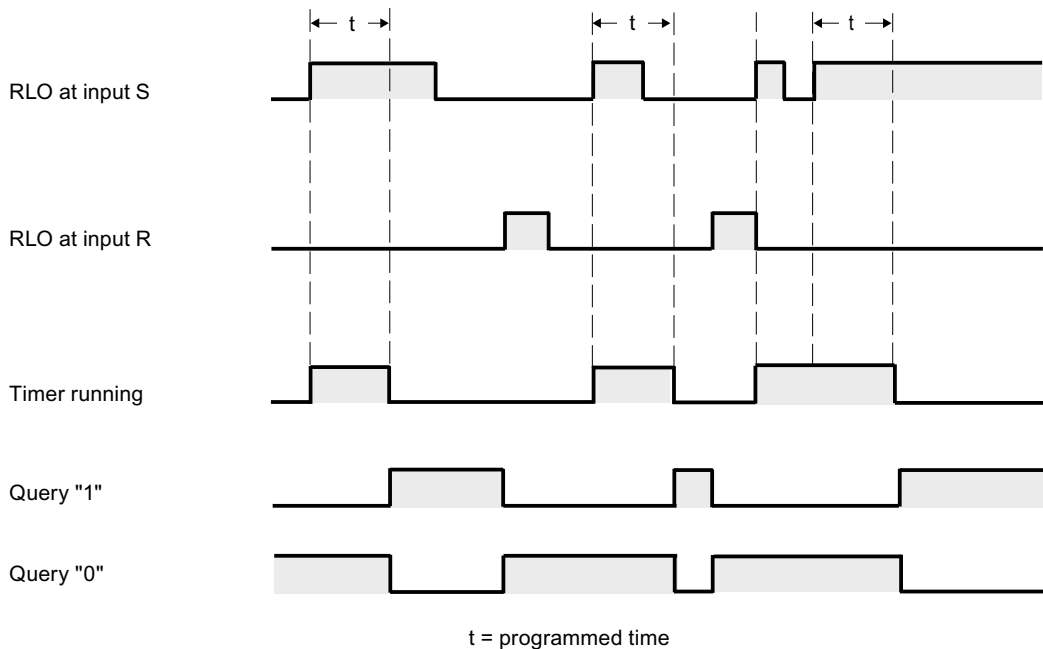 t
t
t
RLO at input S
RLO at input R
Timer running
Query "1"
Query "0"
t = programmed time